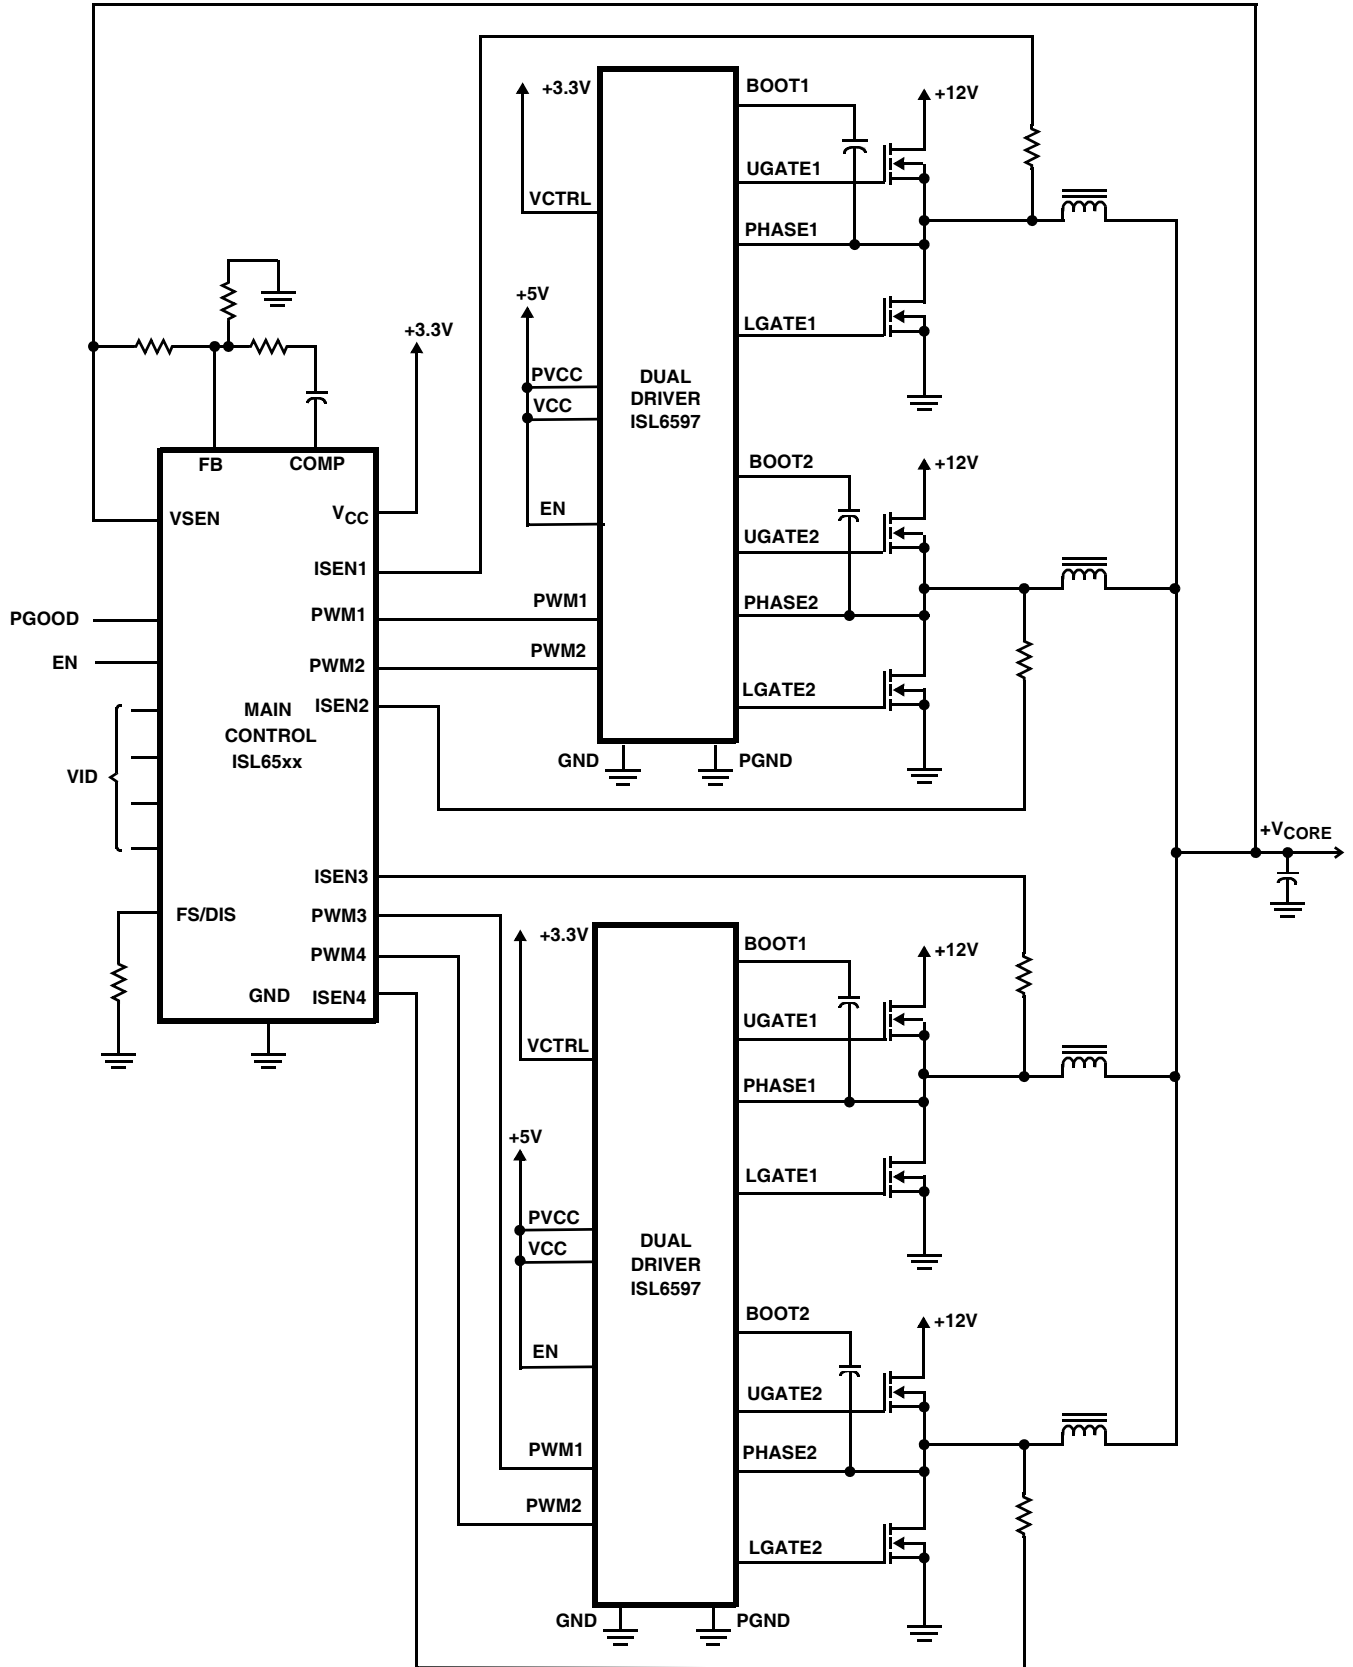 +3.3V
BOOT1
+12V
UGATE1
VCTRL
PHASE1
+5V
+3.3V
LGATE1
PVCC
VCC
DUAL
DRIVER
ISL6597
FB
COMP
BOOT2
+12V
VSEN
VCC
EN
UGATE2
ISEN1
PWM1
PWM1
PHASE2
PGOOD
EN
PWM2
PWM2
LGATE2
ISEN2
MAIN
CONTROL
ISL65xx
VID
GND
PGND
+VCORE
ISEN3
FS/DIS
PWM3
PWM4
GND
ISEN4
+3.3V
BOOT1
+12V
UGATE1
VCTRL
PHASE1
+5V
LGATE1
PVCC
VCC
DUAL
DRIVER
ISL6597
BOOT2
+12V
EN
UGATE2
PWM1
PHASE2
PWM2
LGATE2
GND
PGND